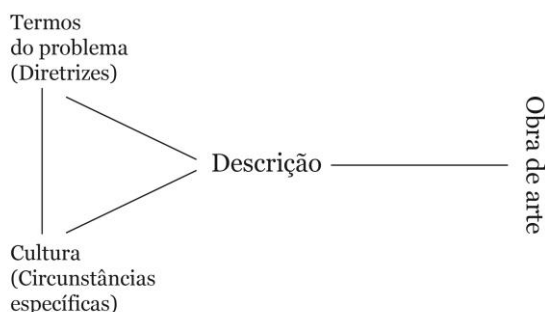 Termos
do problema
(Diretrizes)
Descrição
Obra de arte
Cultura
(Circunstâncias
específicas)